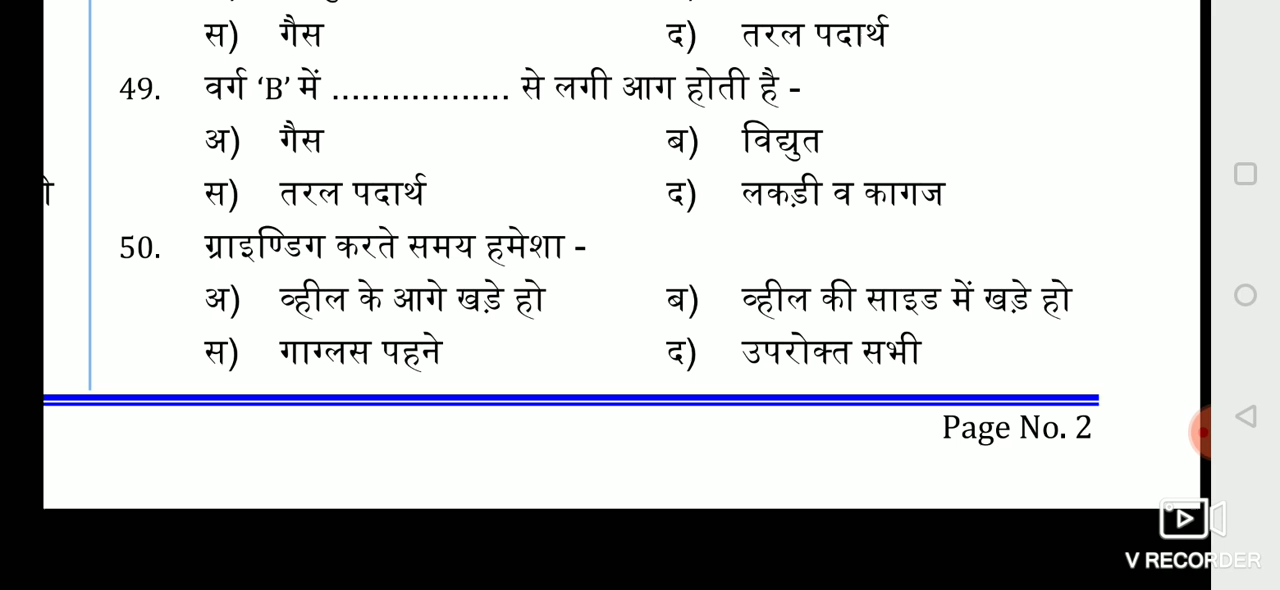 स) गैस द) तरल पदार्थ
49. वर्ग ‘B’ में .................. से लगी आग होती है -
अ) गैस ब) विद्युत
स) तरल पदार्थ द) लकड़ी व कागज
50. ग्राइण्डिग करते समय हमेशा -
अ) व्हील के आगे खड़े हो ब) व्हील की साइड में खड़े हो
स) गाग्लस पहने द) उपरोक्त सभी
Page No. 2
V RECORDER